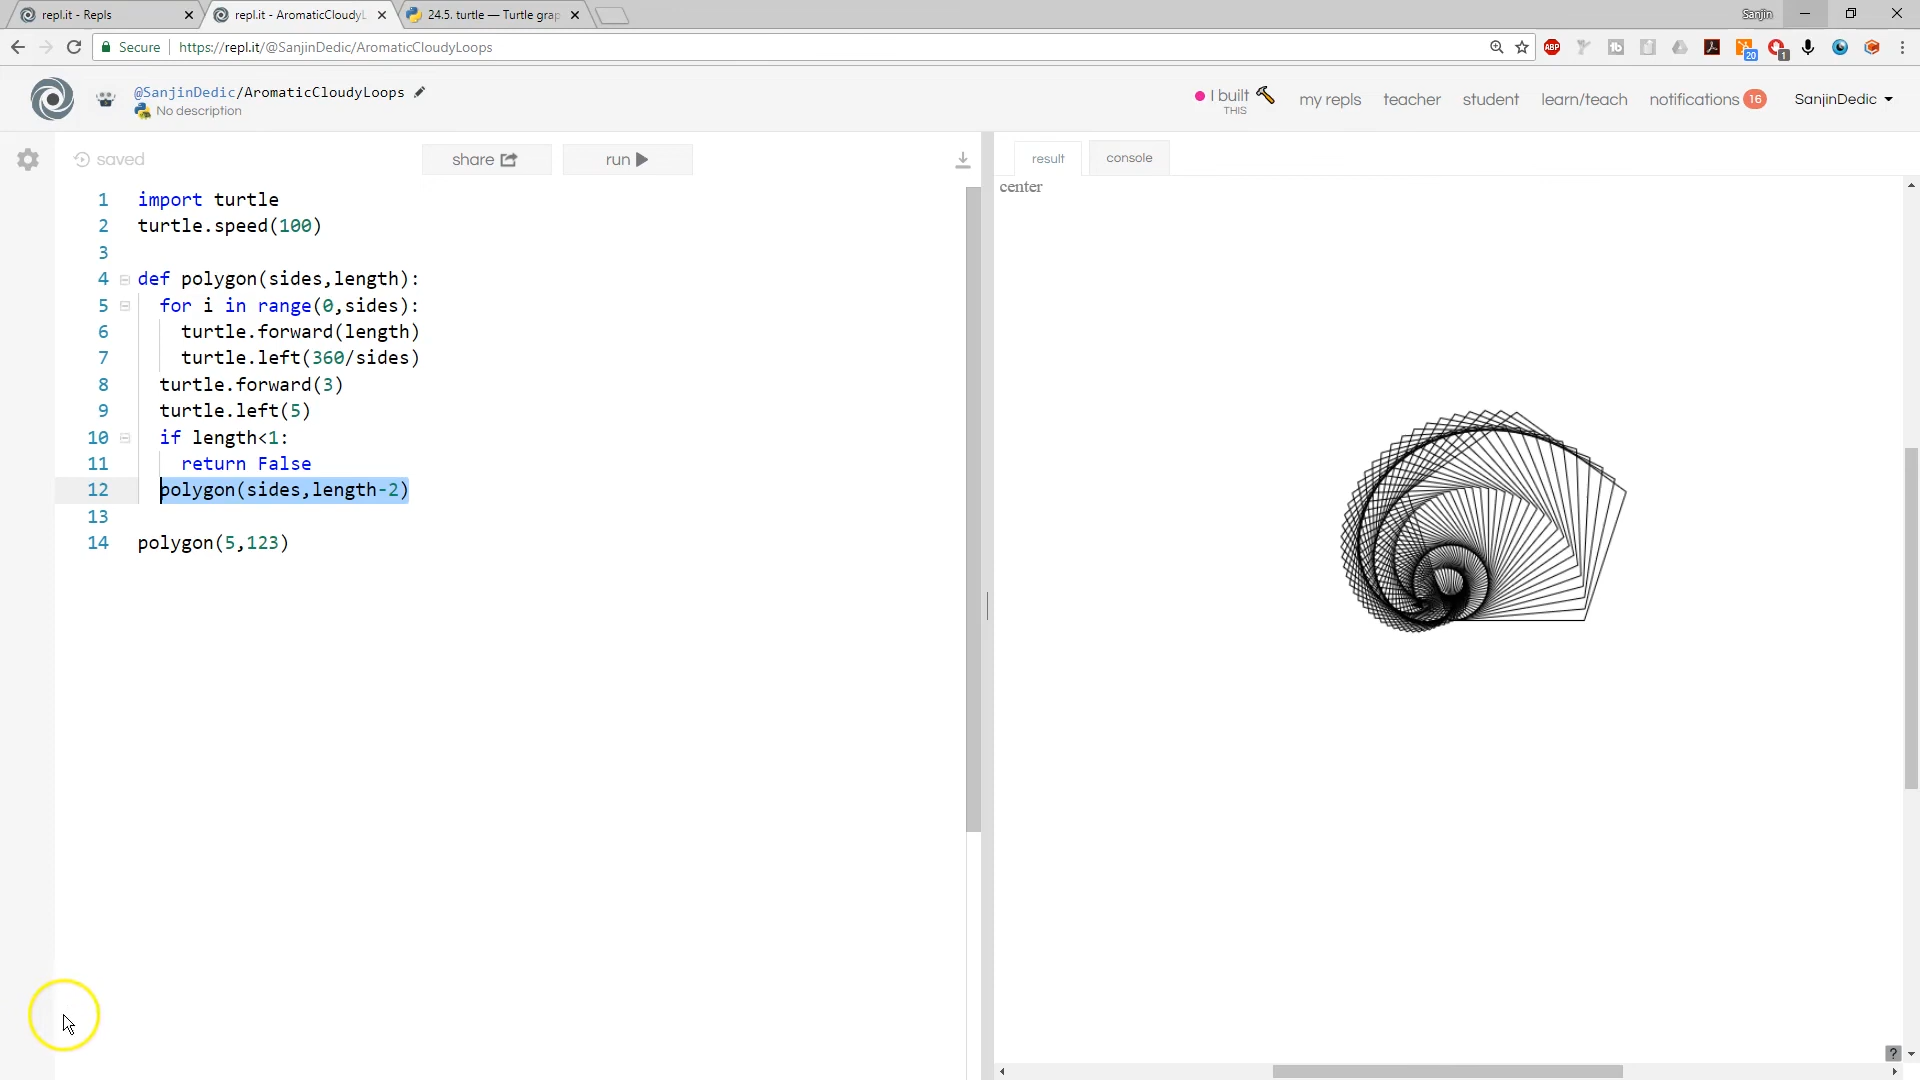 repl.it - Repls
repl.it - AromaticCloudyL
24.5. turtle — Turtle grap
Sanjin
Secure
https://repl.it/@SanjinDedic/AromaticCloudyLoops
ABP
20
1
@SanjinDedic/AromaticCloudyLoops
No description
I built
THIS
my repls
teacher
student
learn/teach
notifications 16
SanjinDedic
saved
share
run
result
console
center
1 import turtle
2 turtle.speed(100)
3
4 def polygon(sides,length):
5 for i in range(0,sides):
6 turtle.forward(length)
7 turtle.left(360/sides)
8 turtle.forward(3)
9 turtle.left(5)
10 if length<1:
11 return False
12 polygon(sides,length-2)
13
14 polygon(5,123)
?